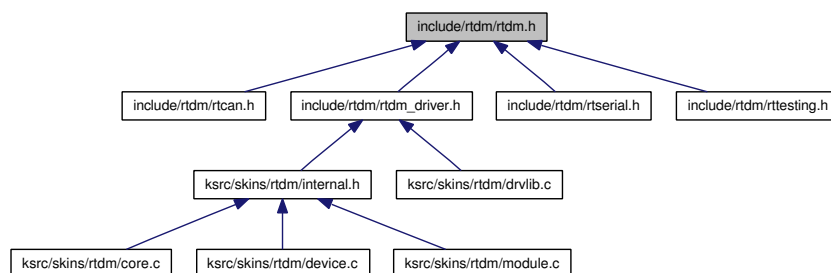 include/rtdm/rtdm.h
include/rtdm/rtcan.h
include/rtdm/rtdm_driver.h
include/rtdm/rtserial.h
include/rtdm/rttesting.h
ksrc/skins/rtdm/internal.h
ksrc/skins/rtdm/drvlib.c
ksrc/skins/rtdm/core.c
ksrc/skins/rtdm/device.c
ksrc/skins/rtdm/module.c